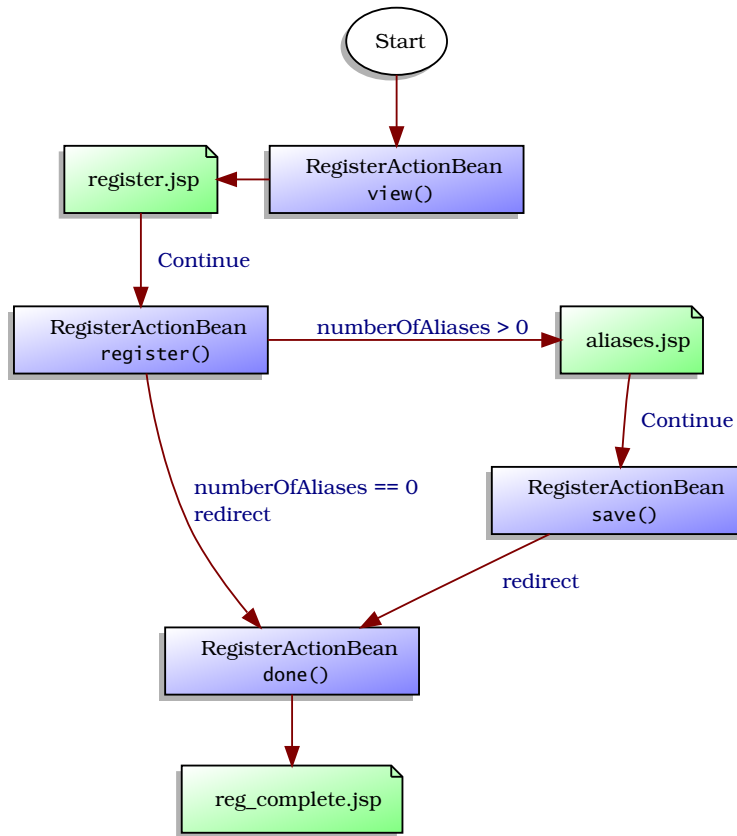 Start
RegisterActionBean
view()
register.jsp
Continue
RegisterActionBean
register()
numberOfAliases > 0
aliases.jsp
Continue
numberOfAliases == 0
redirect
RegisterActionBean
save()
redirect
RegisterActionBean
done()
reg_complete.jsp